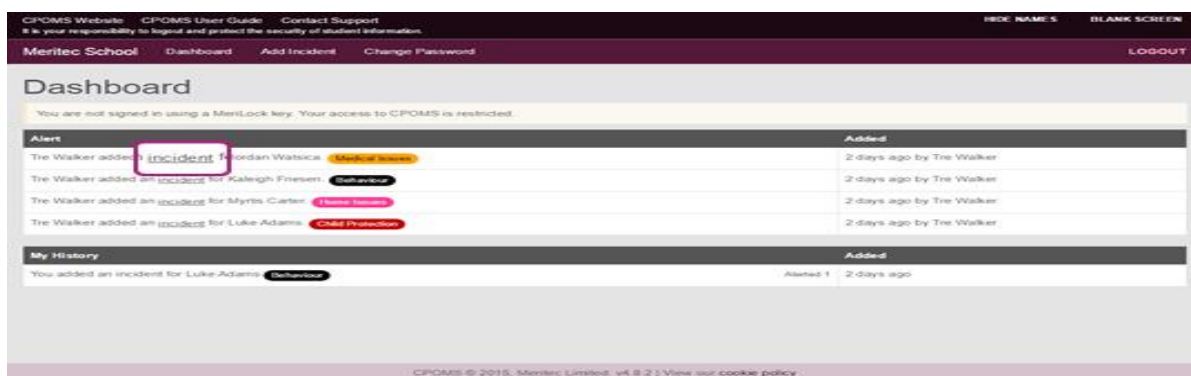 CPOMS Website CPOMS User Guide Contact Support HIDE NAMES BLANK SCREEN
It is your responsibility to logout and protect the security of student information.
Meritec School Dashboard Add Incident Change Password LOGOUT
Dashboard
You are not signed in using a MeriLock key. Your access to CPOMS is restricted.
Alert Added
Tre Walker added incident Jordan Watsica. Medical Issues 2 days ago by Tre Walker
Tre Walker added an incident for Kaleigh Friesen. Behaviour 2 days ago by Tre Walker
Tre Walker added an incident for Myrtis Carter. Home Issues 2 days ago by Tre Walker
Tre Walker added an incident for Luke Adams. Child Protection 2 days ago by Tre Walker
My History Added
You added an incident for Luke Adams Behaviour Alerted 1 2 days ago
CPOMS © 2015, Meritec Limited. v4.8.2 | View our cookie policy